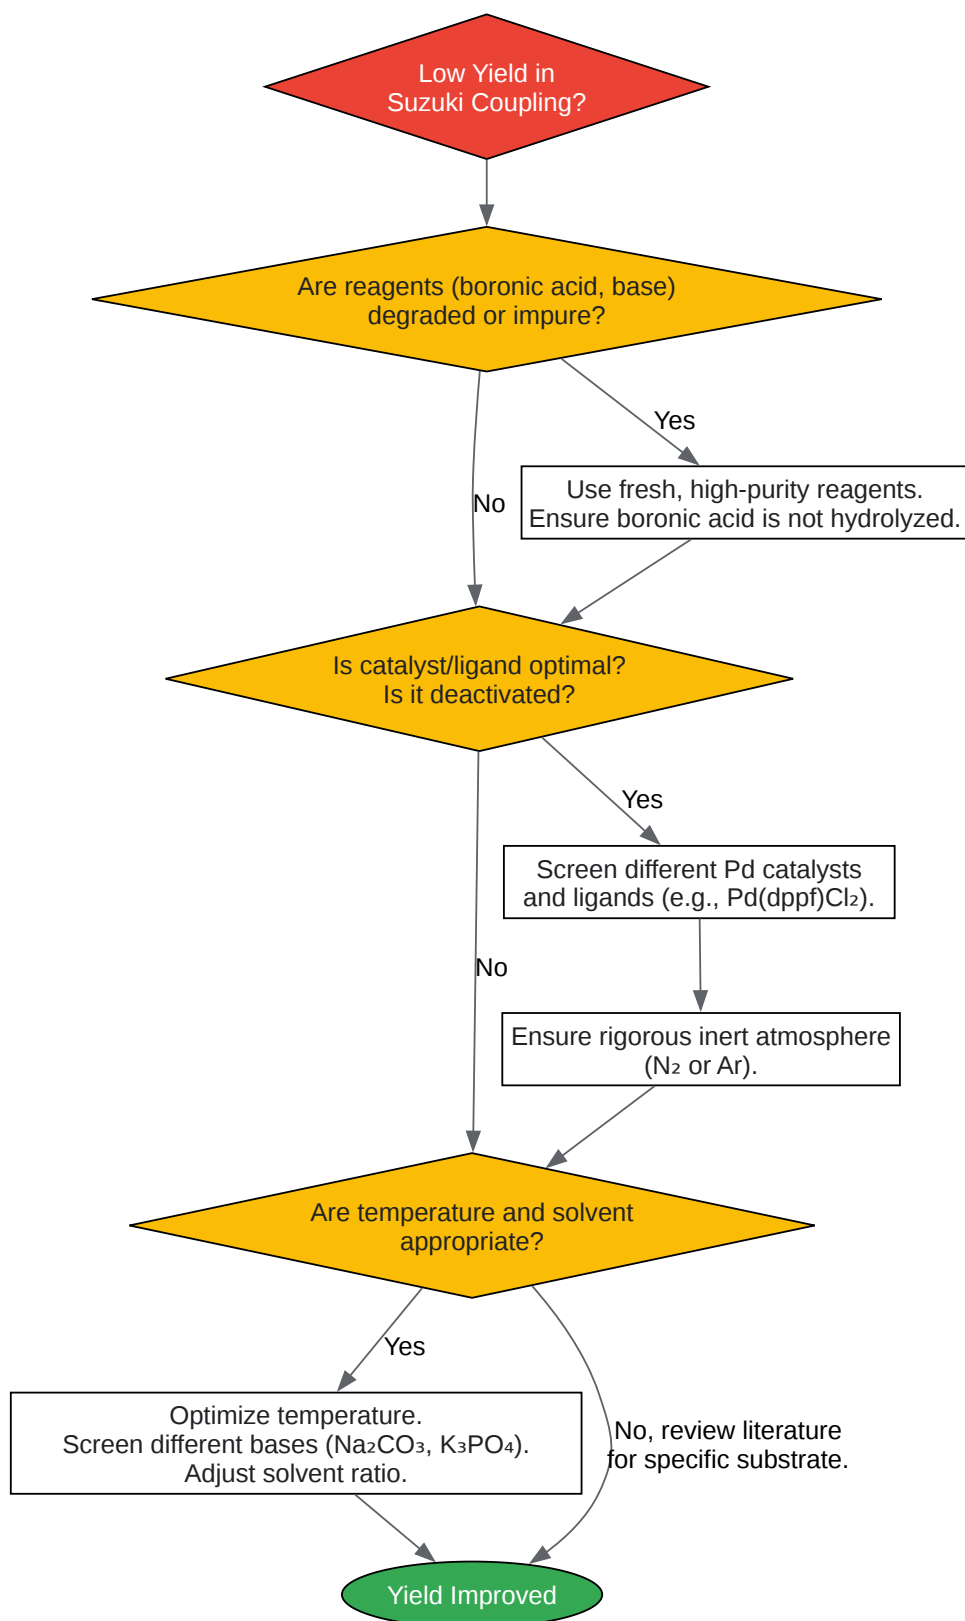 Low Yield in
Suzuki Coupling?
Are reagents (boronic acid, base)
degraded or impure?
Yes
Use fresh, high-purity reagents.
Ensure boronic acid is not hydrolyzed.
No
Is catalyst/ligand optimal?
Is it deactivated?
Yes
Screen different Pd catalysts
and ligands (e.g., Pd(dppf)Cl₂).
No
Ensure rigorous inert atmosphere
(N₂ or Ar).
Are temperature and solvent
appropriate?
Yes
Optimize temperature.
Screen different bases (Na₂CO₃, K₃PO₄).
Adjust solvent ratio.
No, review literature
for specific substrate.
Yield Improved